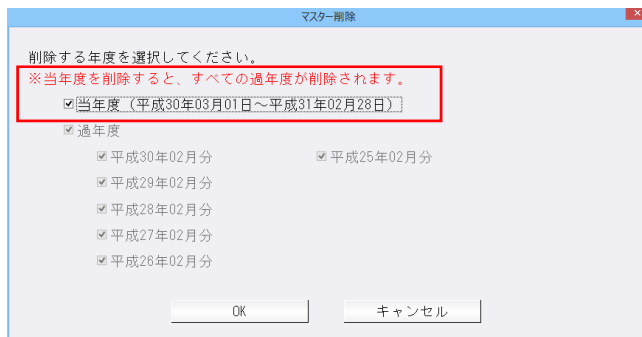 マスター削除
削除する年度を選択してください。
※当年度を削除すると、すべての過年度が削除されます。
当年度（平成30年03月01日～平成31年02月28日）
過年度
平成30年02月分 平成25年02月分
平成29年02月分
平成28年02月分
平成27年02月分
平成26年02月分
OK キャンセル